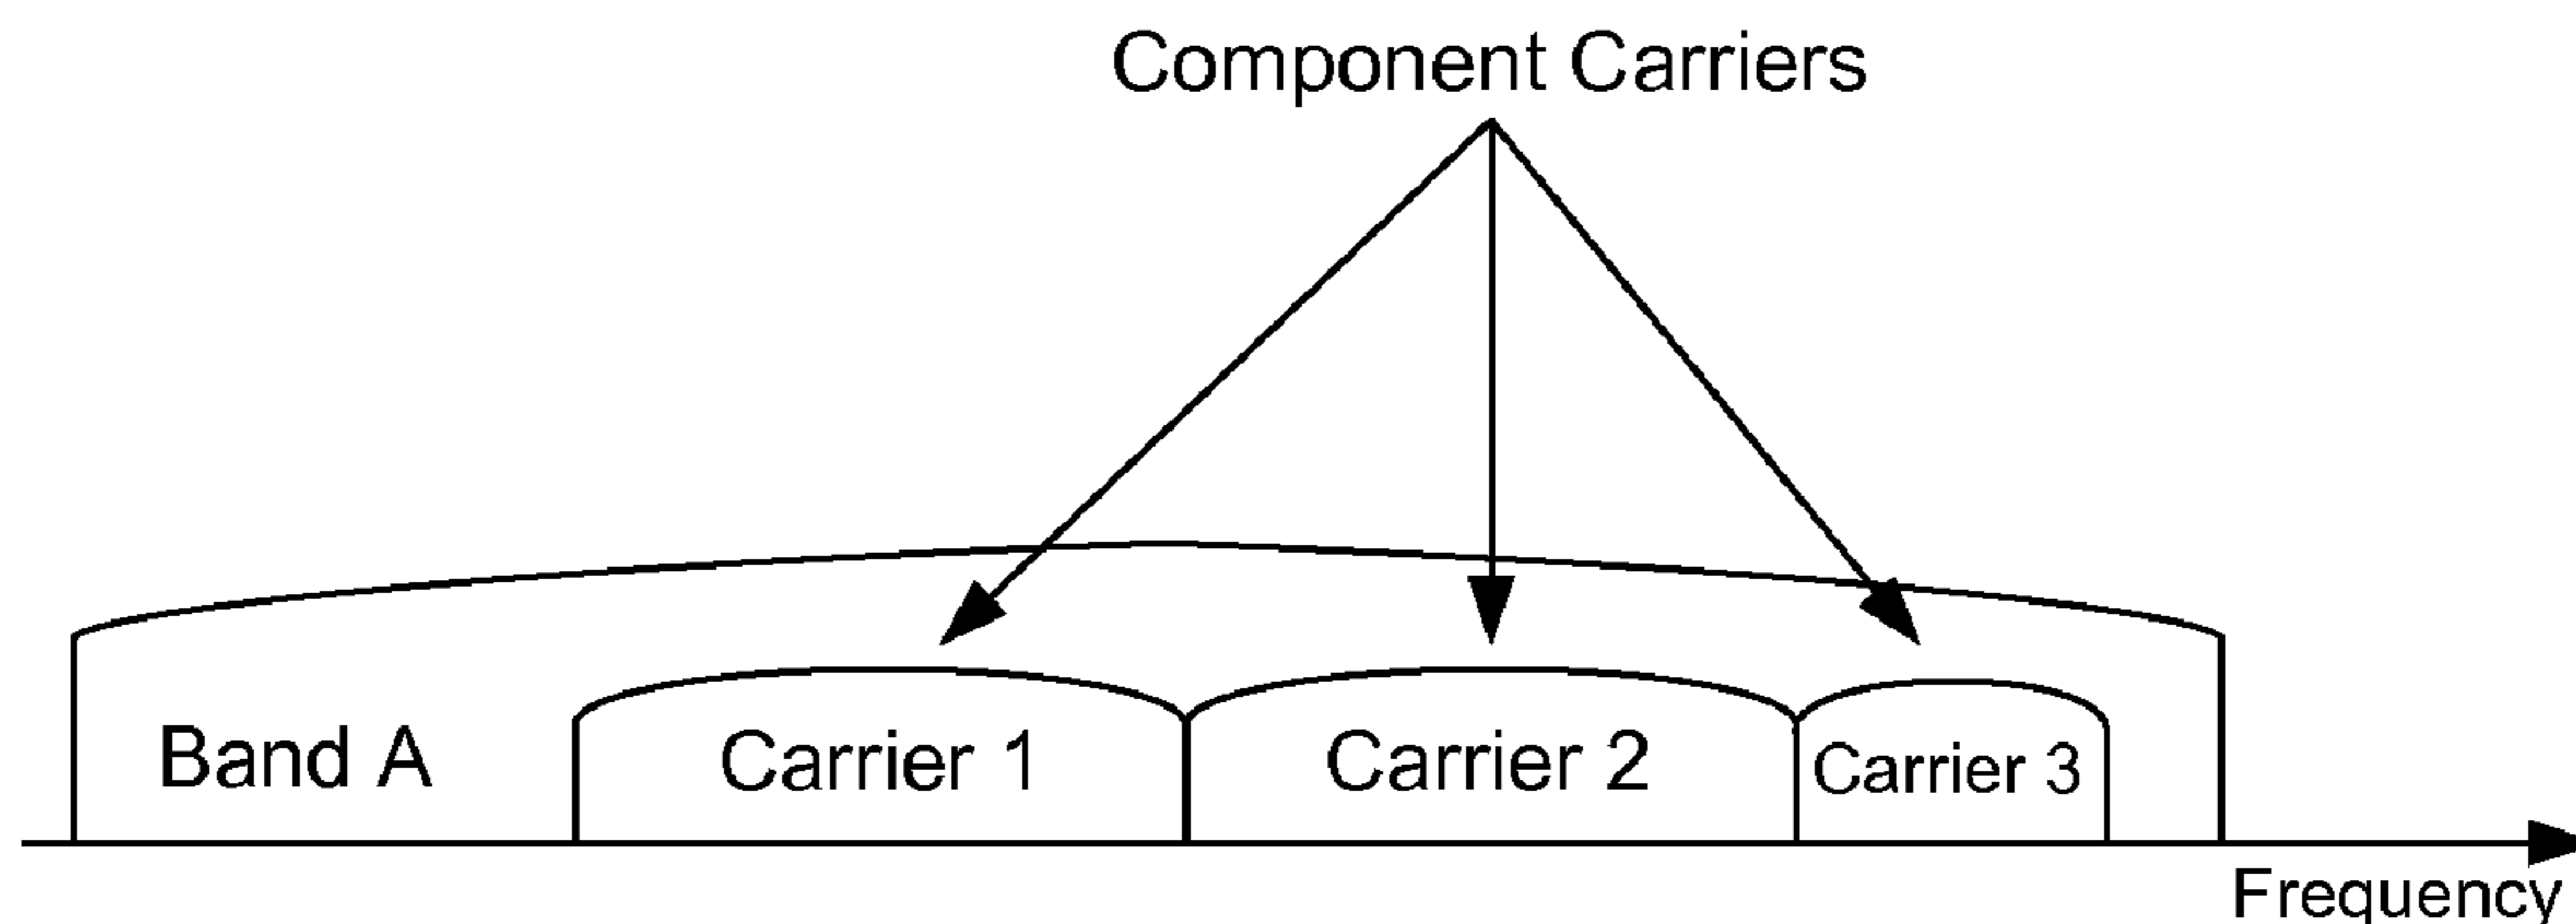 Component Carriers
Band A
Carrier 1
Carrier 2
Carrier 3
Frequency